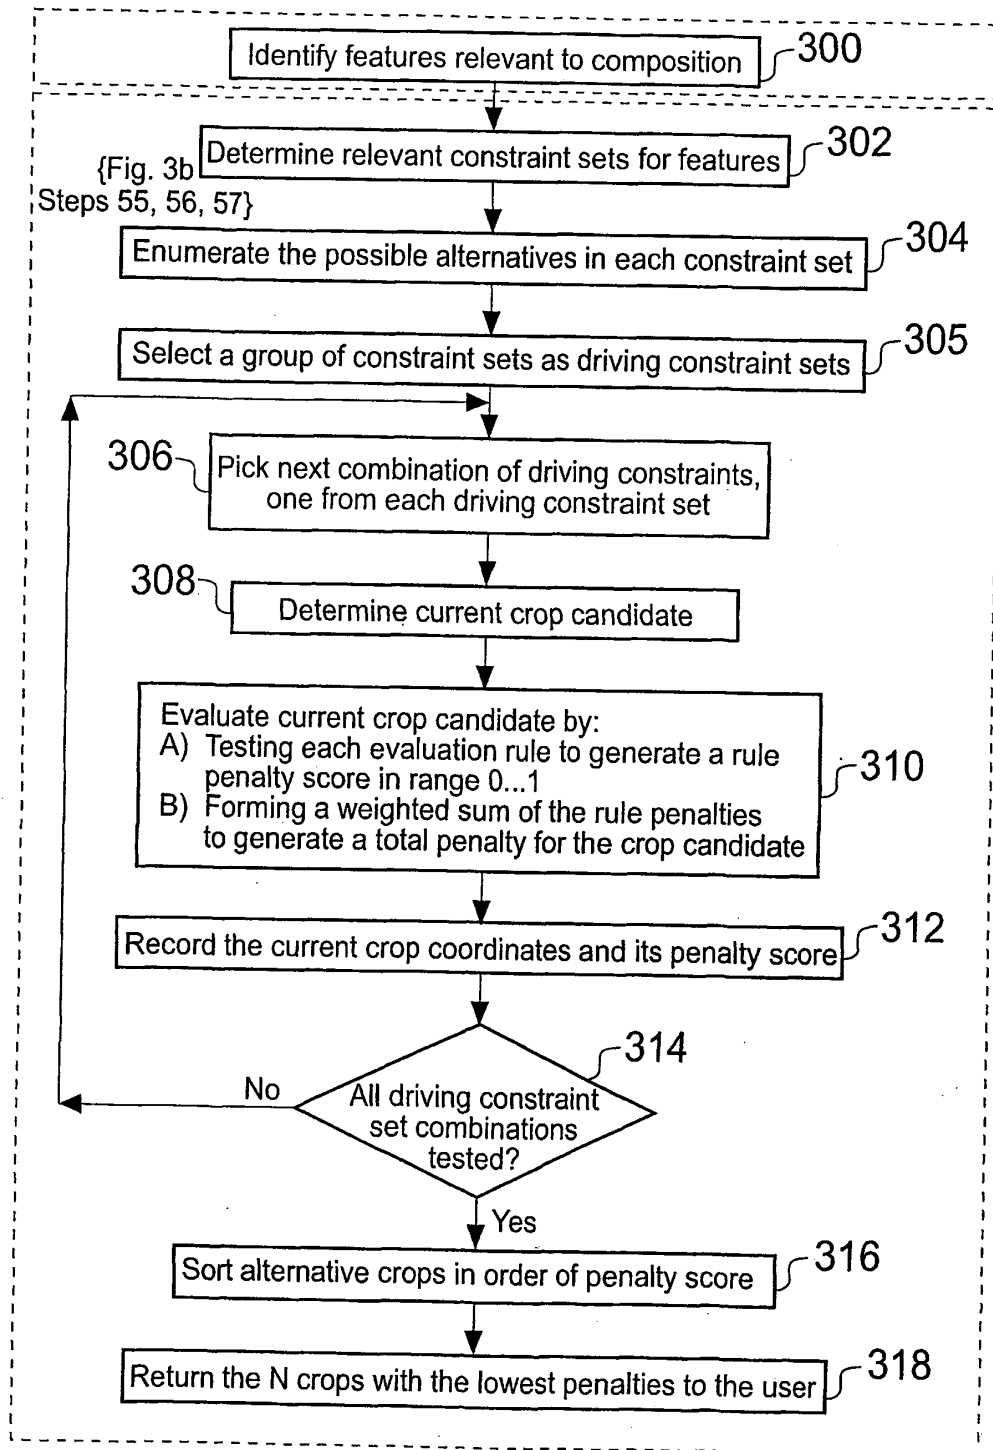 Identify features relevant to composition
300
Determine relevant constraint sets for features
302
{Fig. 3b
Steps 55, 56, 57}
Enumerate the possible alternatives in each constraint set
304
Select a group of constraint sets as driving constraint sets
305
306
Pick next combination of driving constraints,
one from each driving constraint set
308
Determine current crop candidate
Evaluate current crop candidate by:
A) Testing each evaluation rule to generate a rule
penalty score in range 0...1
B) Forming a weighted sum of the rule penalties
to generate a total penalty for the crop candidate
310
Record the current crop coordinates and its penalty score
312
314
No
All driving constraint
set combinations
tested?
Yes
Sort alternative crops in order of penalty score
316
Return the N crops with the lowest penalties to the user
318